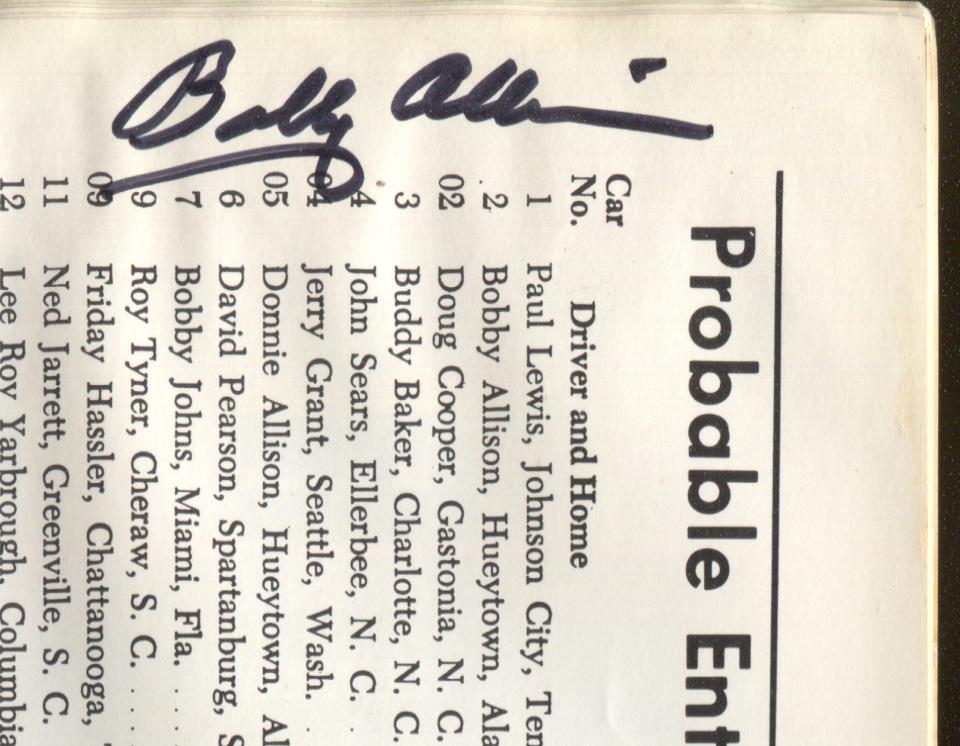 Bobby Allison
Probable Ent
Car
No. Driver and Home
1 Paul Lewis, Johnson City, Ten
2 Bobby Allison, Hueytown, Ala
02 Doug Cooper, Gastonia, N. C.
3 Buddy Baker, Charlotte, N. C.
4 John Sears, Ellerbee, N. C. .
04 Jerry Grant, Seattle, Wash. .
05 Donnie Allison, Hueytown, Al
6 David Pearson, Spartanburg, S
7 Bobby Johns, Miami, Fla. . . .
9 Roy Tyner, Cheraw, S. C. . . . .
09 Friday Hassler, Chattanooga,
11 Ned Jarrett, Greenville, S. C.
12 Lee Roy Yarbrough, Columbia